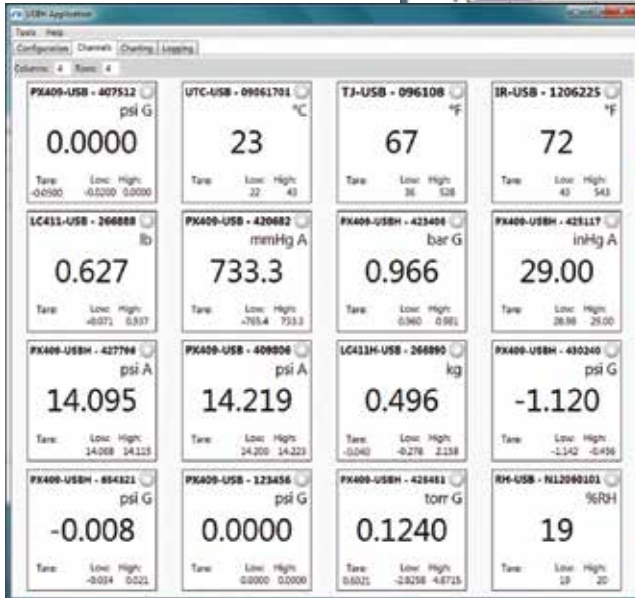 USBH Application
Tools Help
Configuration Channels Charting Logging
Columns: 4 Rows: 4
PX409-USB - 407512 UTC-USB - 09061701 TJ-USB - 096108 IR-USB - 1206225
psi G °C °F °F
0.0000 23 67 72
Tare: Low: High: Tare: Low: High: Tare: Low: High: Tare: Low: High:
-0.0500 -0.0200 0.0000 22 43 36 528 43 543
LC411-USB - 266888 PX409-USB - 420682 PX409-USBH - 423406 PX409-USBH - 425117
lb mmHg A bar G inHg A
0.627 733.3 0.966 29.00
Tare: Low: High: Tare: Low: High: Tare: Low: High: Tare: Low: High:
-0.071 0.937 -765.4 733.3 0.960 0.981 28.98 29.00
PX409-USBH - 427798 PX409-USB - 409806 LC411H-USB - 266890 PX409-USBH - 430240
psi A psi A kg psi G
14.095 14.219 0.496 -1.120
Tare: Low: High: Tare: Low: High: Tare: Low: High: Tare: Low: High:
14.068 14.115 14.200 14.223 -0.040 -0.278 2.158 -1.142 -0.456
PX409-USBH - 654321 PX409-USB - 123456 PX409-USBH - 428451 RH-USB - N12060101
psi G psi G torr G %RH
-0.008 0.0000 0.1240 19
Tare: Low: High: Tare: Low: High: Tare: Low: High: Tare: Low: High:
-0.034 0.021 0.0000 0.0000 0.6021 -2.8258 4.8715 19 20